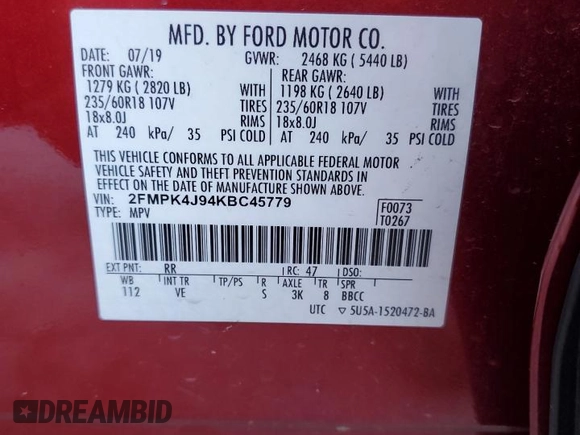 MFD. BY FORD MOTOR CO.
DATE: 07/19 GVWR: 2468 KG ( 5440 LB)
FRONT GAWR: REAR GAWR:
1279 KG ( 2820 LB) WITH 1198 KG ( 2640 LB) WITH
235/60R18 107V TIRES 235/60R18 107V TIRES
18x8.0J RIMS 18x8.0J RIMS
AT 240 kPa/ 35 PSI COLD AT 240 kPa/ 35 PSI COLD
THIS VEHICLE CONFORMS TO ALL APPLICABLE FEDERAL MOTOR
VEHICLE SAFETY AND THEFT PREVENTION STANDARDS IN
EFFECT ON THE DATE OF MANUFACTURE SHOWN ABOVE.
VIN: 2FMPK4J94KBC45779 F0073
TYPE: MPV T0267
EXT PNT: RR RC: 47 DSO:
WB INT TR TP/PS R AXLE TR SPR
112 VE S 3K 8 BBCC
UTC ▽ 5U5A-1520472-BA
DREAMBID